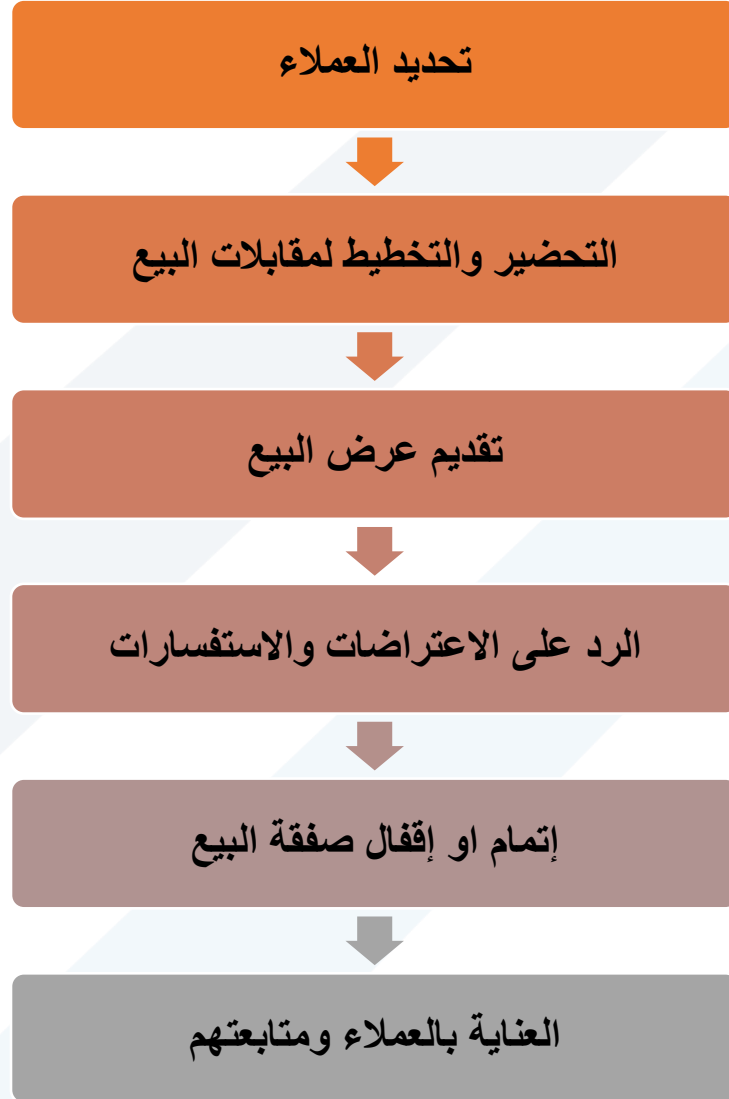 تحديد العملاء
التحضير والتخطيط لمقابلات البيع
تقديم عرض البيع
الرد على الاعتراضات والاستفسارات
إتمام او إقفال صفقة البيع
العناية بالعملاء ومتابعتهم